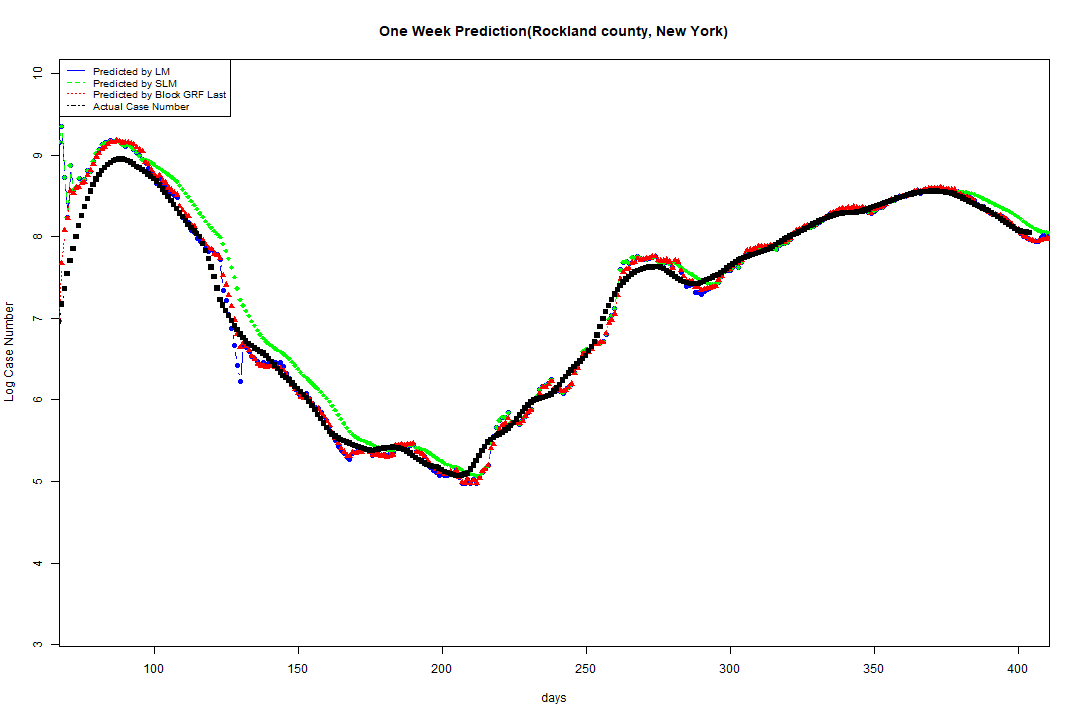 One Week Prediction(Rockland county, New York)
Predicted by LM
Predicted by SLM
Predicted by Block GRF Last
Actual Case Number
10
9
8
7
6
5
4
3
Log Case Number
100 150 200 250 300 350 400
days